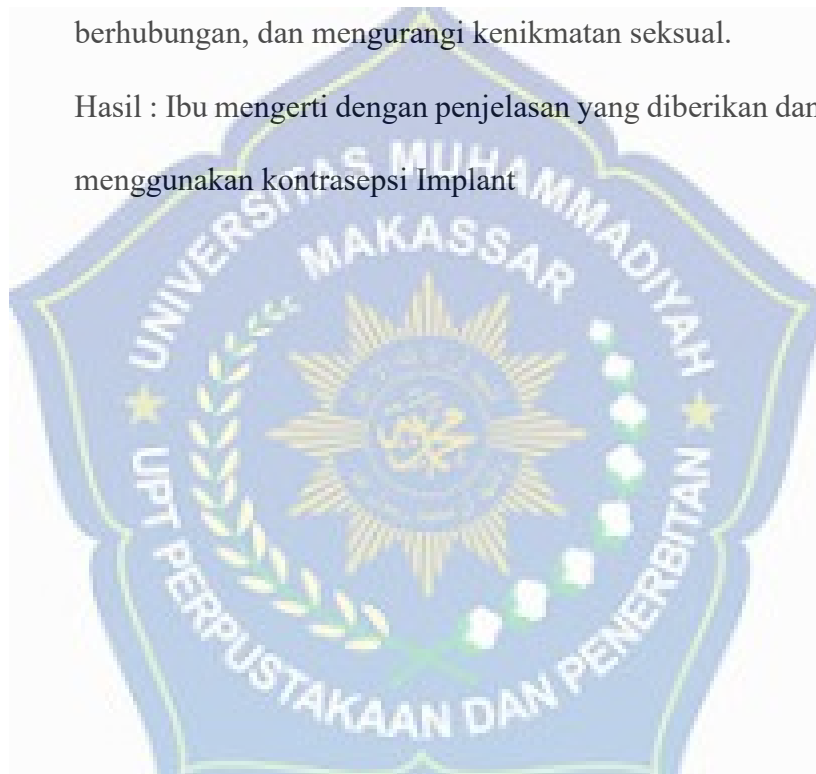 berhubungan, dan mengurangi kenikmatan seksual.
Hasil : Ibu mengerti dengan penjelasan yang diberikan dan
menggunakan kontrasepsi Implant
UNIVERSITAS MUHAMMADIYAH
MAKASSAR
UPT PERPUSTAKAAN DAN PENERBITAN